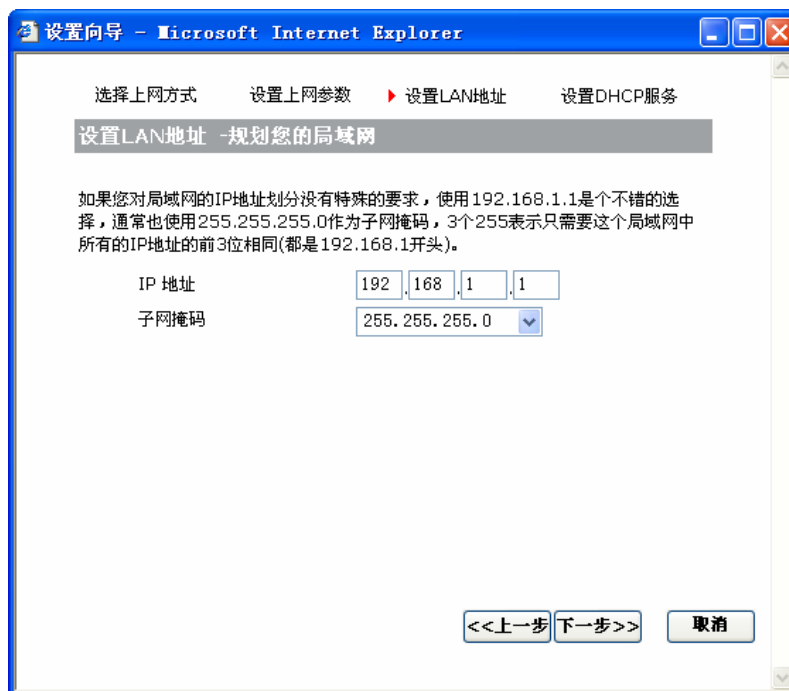 设置向导 - Microsoft Internet Explorer
选择上网方式 设置上网参数 设置LAN地址 设置DHCP服务
设置LAN地址 -规划您的局域网
如果您对局域网的IP地址划分没有特殊的要求，使用192.168.1.1是个不错的选
择，通常也使用255.255.255.0作为子网掩码，3个255表示只需要这个局域网中
所有的IP地址的前3位相同(都是192.168.1开头)。
IP 地址 192 . 168 . 1 . 1
子网掩码 255.255.255.0
<<上一步 下一步>> 取消